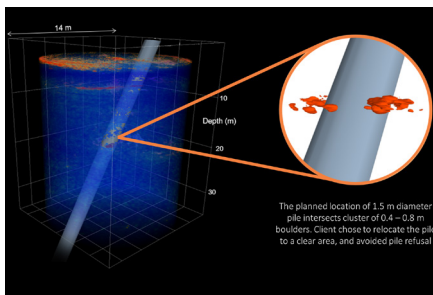 14 m
10
Depth (m)
20
30
The planned location of 1.5 m diameter
pile intersects cluster of 0.4 – 0.8 m
boulders. Client chose to relocate the pile
to a clear area, and avoided pile refusal